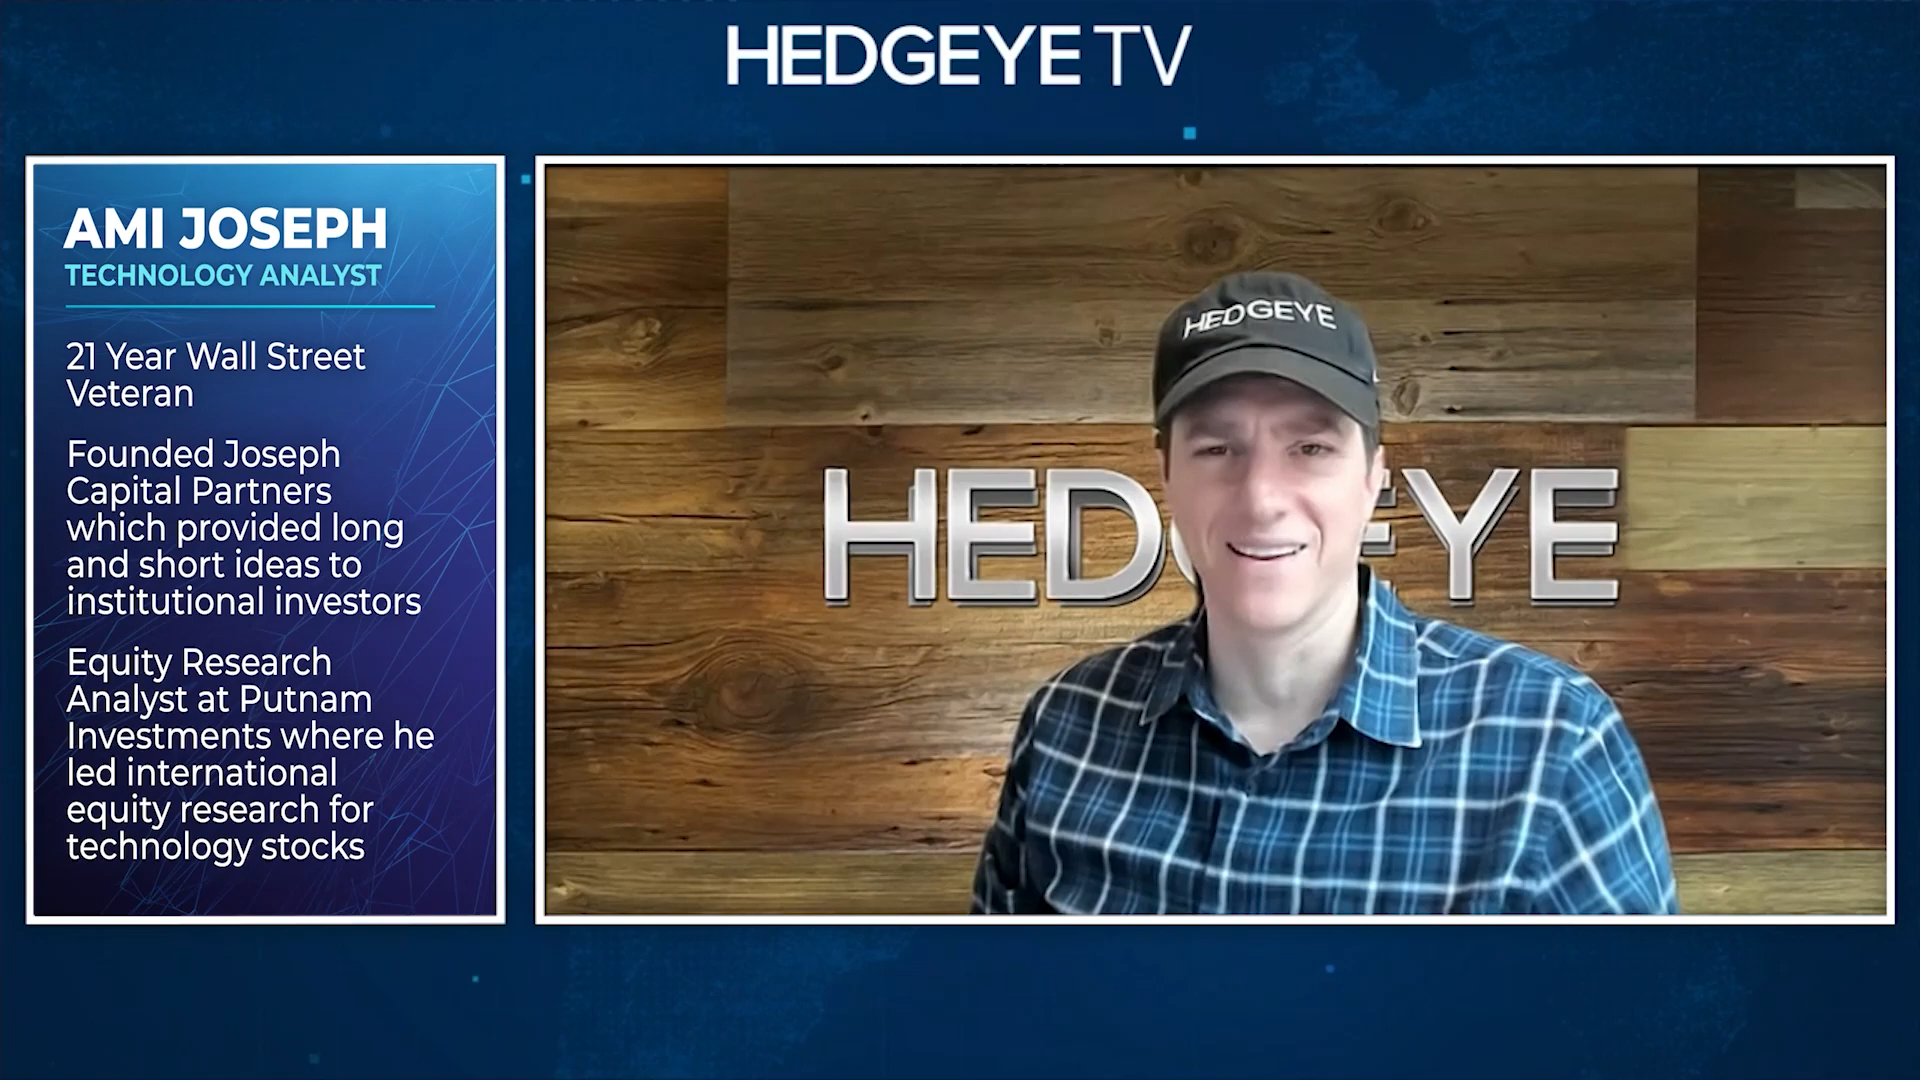 HEDGEYE TV
AMI JOSEPH
TECHNOLOGY ANALYST
21 Year Wall Street
Veteran
Founded Joseph
Capital Partners
which provided long
and short ideas to
institutional investors
Equity Research
Analyst at Putnam
Investments where he
led international
equity research for
technology stocks
HEDGEYE
HED EYE